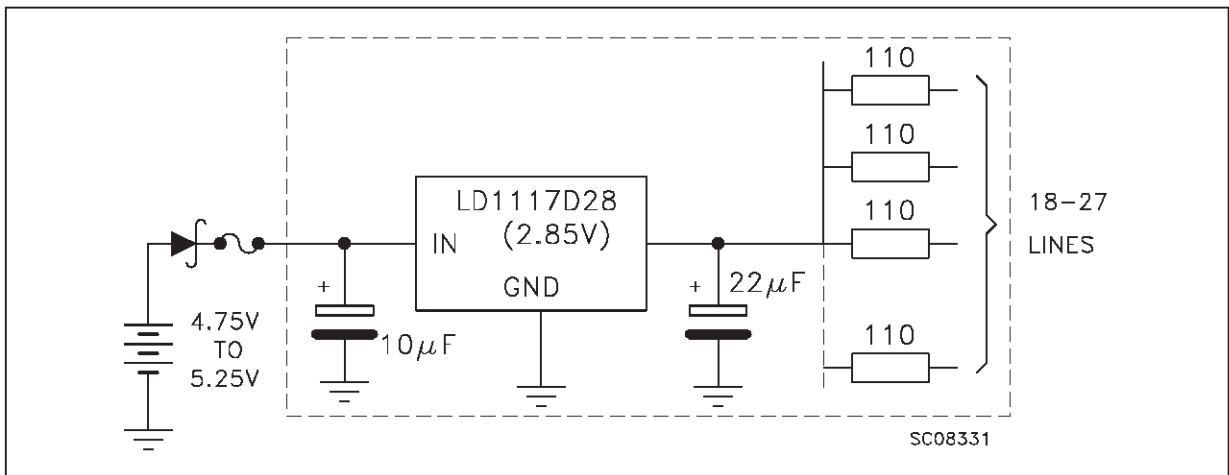 110
110
LD1117D28
(2.85V)
110
18-27
LINES
IN
GND
+
+
22μF
10μF
4.75V
TO
5.25V
110
SC08331